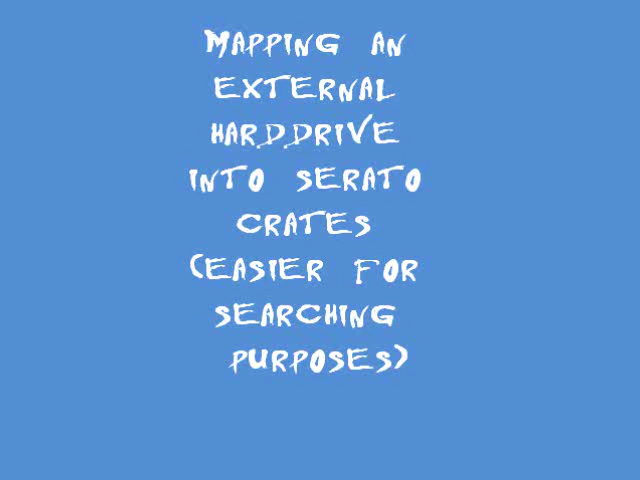 Mapping an
external
harddrive
into serato
crates
(easier for
searching
purposes)